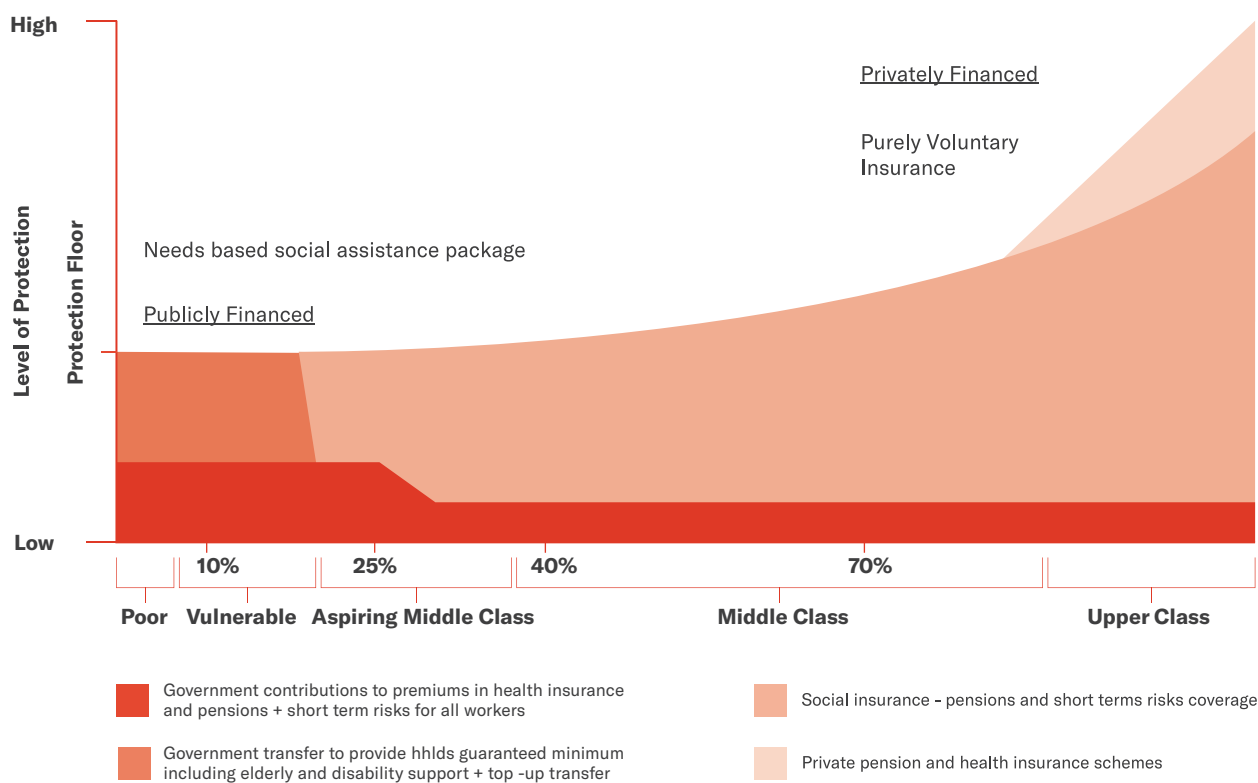 High
Privately Financed
Purely Voluntary
Insurance
Level of Protection
Protection Floor
Needs based social assistance package
Publicly Financed
Low
10%
25%
40%
70%
Poor
Vulnerable
Aspiring Middle Class
Middle Class
Upper Class
Government contributions to premiums in health insurance
and pensions + short term risks for all workers
Government transfer to provide hhlds guaranteed minimum
including elderly and disability support + top -up transfer
Social insurance - pensions and short terms risks coverage
Private pension and health insurance schemes